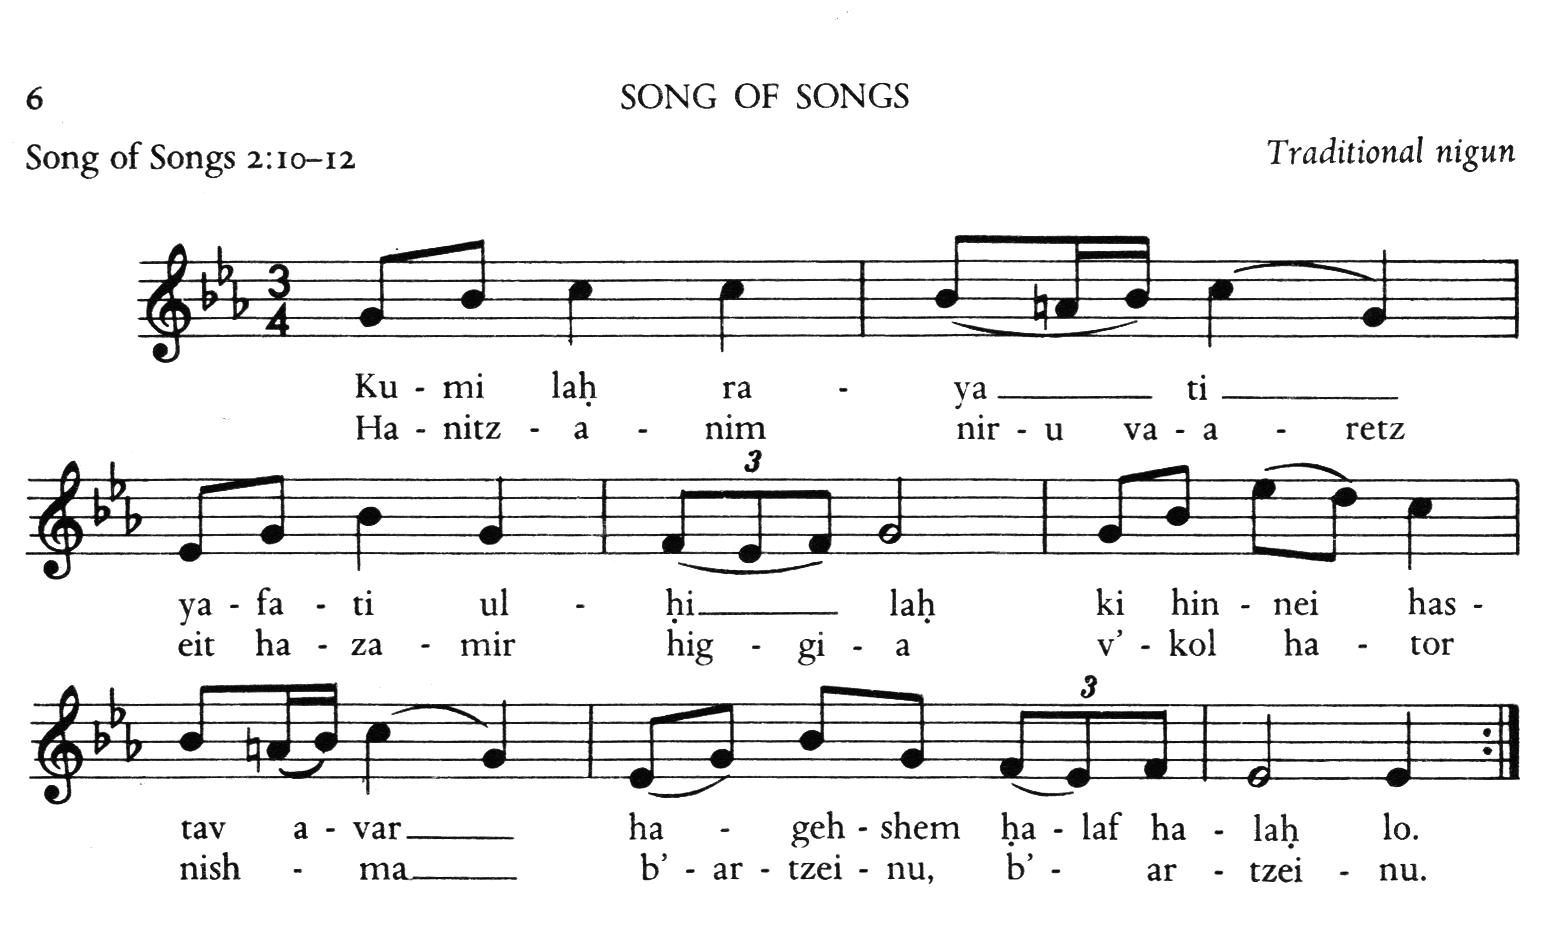 6 SONG OF SONGS
Song of Songs 2:10–12 Traditional nigun
3
4
Ku - mi laḥ ra - ya ti
Ha - nitz - a - nim nir - u va - a - retz
3
ya - fa - ti ul - ḥi laḥ ki hin - nei has -
eit ha - za - mir hig - gi - a v’ - kol ha - tor
3
tav a - var ha - geh - shem ḥa - laf ha - laḥ lo.
nish - ma b’ - ar - tzei - nu, b’ - ar - tzei - nu.